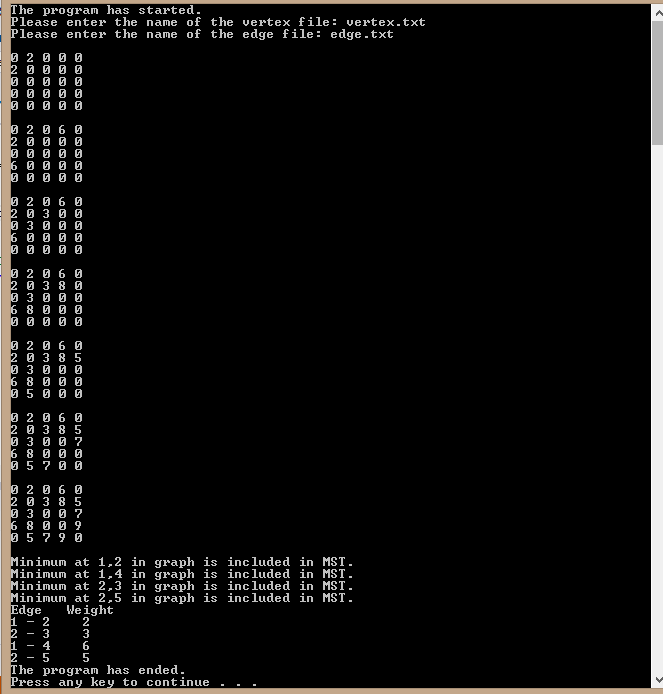 The program has started.
Please enter the name of the vertex file: vertex.txt
Please enter the name of the edge file: edge.txt
0 2 0 0 0
2 0 0 0 0
0 0 0 0 0
0 0 0 0 0
0 0 0 0 0
0 2 0 6 0
2 0 0 0 0
0 0 0 0 0
6 0 0 0 0
0 0 0 0 0
0 2 0 6 0
2 0 3 0 0
0 3 0 0 0
6 0 0 0 0
0 0 0 0 0
0 2 0 6 0
2 0 3 8 0
0 3 0 0 0
6 8 0 0 0
0 0 0 0 0
0 2 0 6 0
2 0 3 8 5
0 3 0 0 0
6 8 0 0 0
0 5 0 0 0
0 2 0 6 0
2 0 3 8 5
0 3 0 0 7
6 8 0 0 0
0 5 7 0 0
0 2 0 6 0
2 0 3 8 5
0 3 0 0 7
6 8 0 0 9
0 5 7 9 0
Minimum at 1,2 in graph is included in MST.
Minimum at 1,4 in graph is included in MST.
Minimum at 2,3 in graph is included in MST.
Minimum at 2,5 in graph is included in MST.
Edge   Weight
1 - 2    2
2 - 3    3
1 - 4    6
2 - 5    5
The program has ended.
Press any key to continue . . .